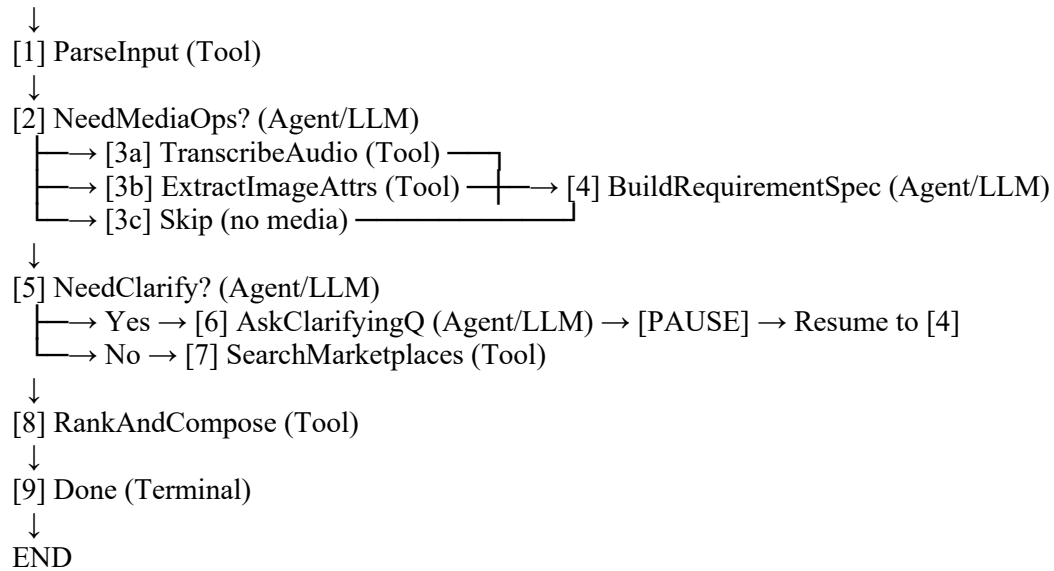 ↓
[1] ParseInput (Tool)
↓
[2] NeedMediaOps? (Agent/LLM)
├──→ [3a] TranscribeAudio (Tool) ──┐
├──→ [3b] ExtractImageAttrs (Tool) ──┼──→ [4] BuildRequirementSpec (Agent/LLM)
└──→ [3c] Skip (no media) ──────────┘
↓
[5] NeedClarify? (Agent/LLM)
├──→ Yes → [6] AskClarifyingQ (Agent/LLM) → [PAUSE] → Resume to [4]
└──→ No → [7] SearchMarketplaces (Tool)
↓
[8] RankAndCompose (Tool)
↓
[9] Done (Terminal)
↓
END